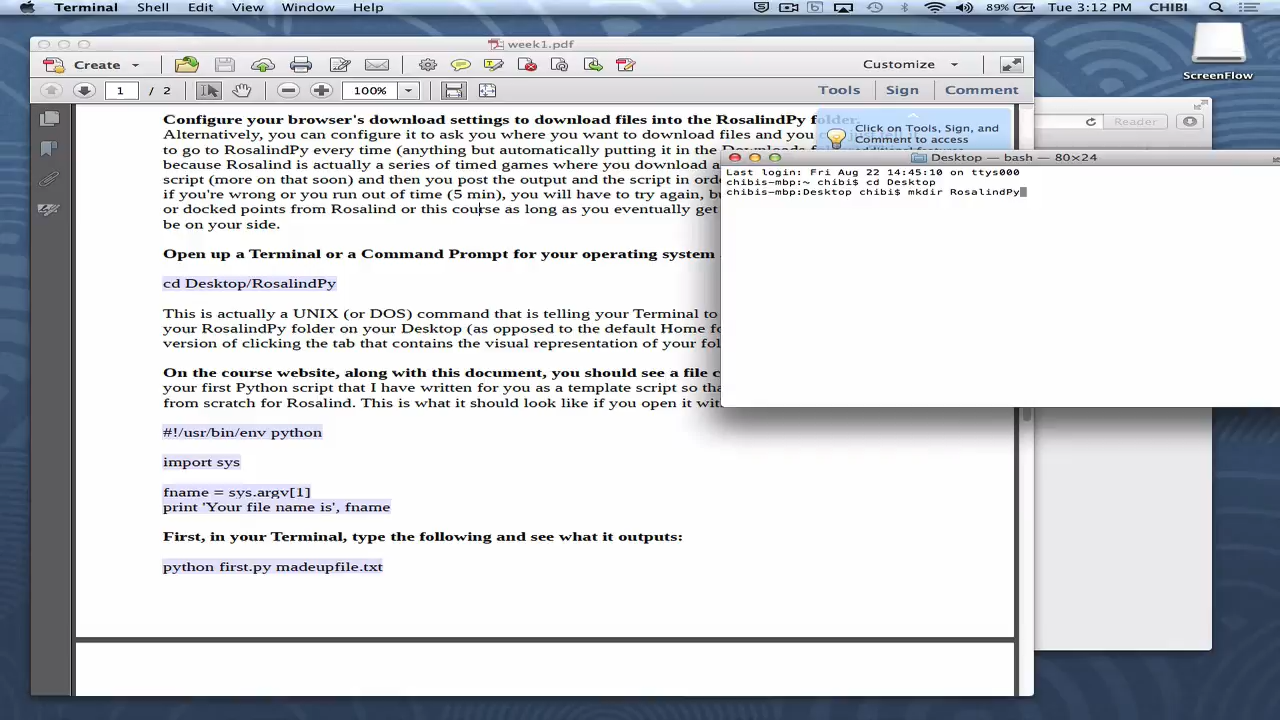 Terminal Shell Edit View Window Help 89% Tue 3:12 PM CHIBI
ScreenFlow
week1.pdf
Create Customize
1 / 2 100% Tools Sign Comment
Reader
Click on Tools, Sign, and
Comment to access
Configure your browser's download settings to download files into the RosalindPy folder.
Alternatively, you can configure it to ask you where you want to download files and you
to go to RosalindPy every time (anything but automatically putting it in the Downloads
because Rosalind is actually a series of timed games where you download a
script (more on that soon) and then you post the output and the script in ord
if you're wrong or you run out of time (5 min), you will have to try again, bu
or docked points from Rosalind or this course as long as you eventually get
be on your side.
Open up a Terminal or a Command Prompt for your operating system
cd Desktop/RosalindPy
This is actually a UNIX (or DOS) command that is telling your Terminal to
your RosalindPy folder on your Desktop (as opposed to the default Home fo
version of clicking the tab that contains the visual representation of your fol
On the course website, along with this document, you should see a file c
your first Python script that I have written for you as a template script so tha
from scratch for Rosalind. This is what it should look like if you open it wit
#!/usr/bin/env python
import sys
fname = sys.argv[1]
print 'Your file name is', fname
First, in your Terminal, type the following and see what it outputs:
python first.py madeupfile.txt
Desktop — bash — 80×24
Last login: Fri Aug 22 14:45:10 on ttys000
chibis-mbp:~ chibi$ cd Desktop
chibis-mbp:Desktop chibi$ mkdir RosalindPy